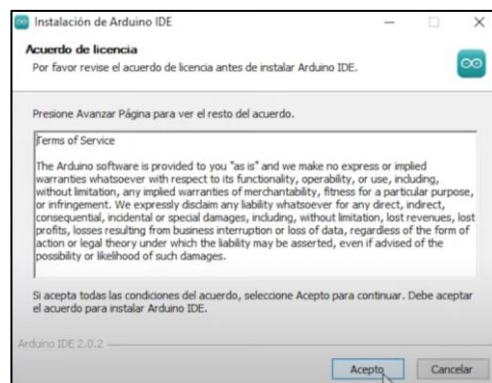 Instalación de Arduino IDE
Acuerdo de licencia
Por favor revise el acuerdo de licencia antes de instalar Arduino IDE.
Presione Avanzar Página para ver el resto del acuerdo.
Terms of Service
The Arduino software is provided to you "as is" and we make no express or implied
warranties whatsoever with respect to its functionality, operability, or use, including,
without limitation, any implied warranties of merchantability, fitness for a particular purpose,
or infringement. We expressly disclaim any liability whatsoever for any direct, indirect,
consequential, incidental or special damages, including, without limitation, lost revenues, lost
profits, losses resulting from business interruption or loss of data, regardless of the form of
action or legal theory under which the liability may be asserted, even if advised of the
possibility or likelihood of such damages.
Si acepta todas las condiciones del acuerdo, seleccione Acepto para continuar. Debe aceptar
el acuerdo para instalar Arduino IDE.
Arduino IDE 2.0.2
Acepto
Cancelar